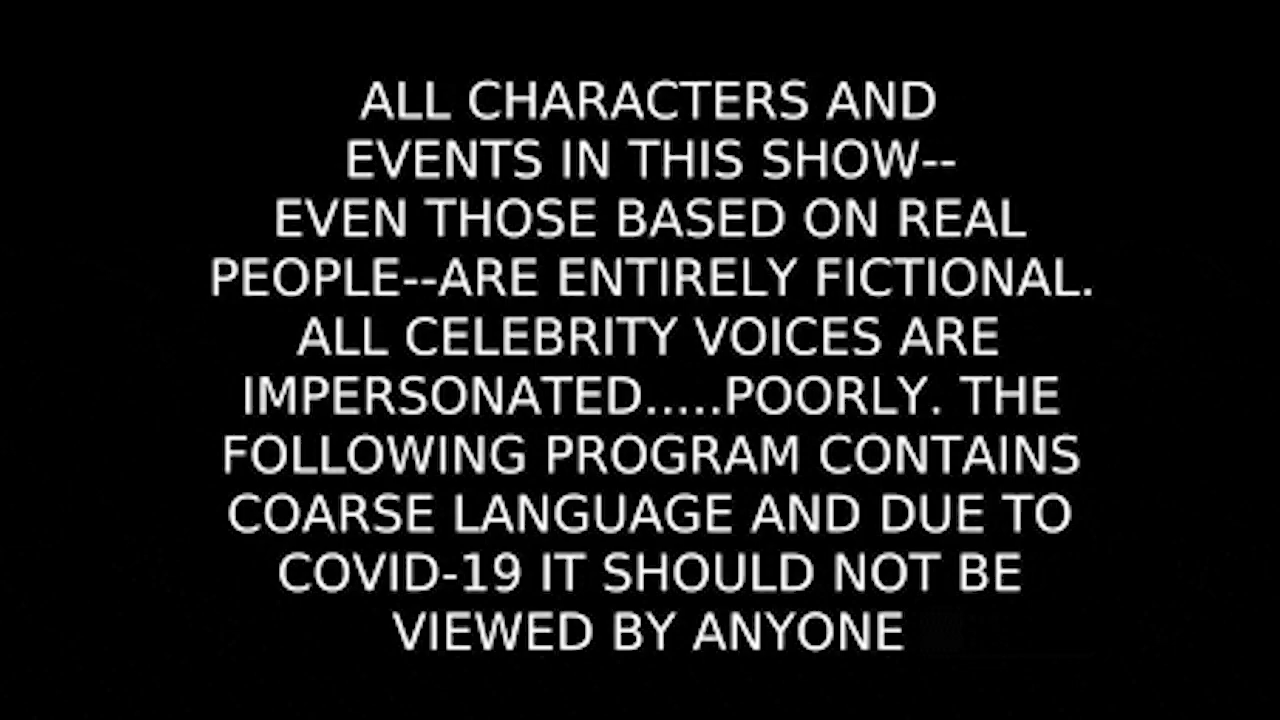 ALL CHARACTERS AND
EVENTS IN THIS SHOW--
EVEN THOSE BASED ON REAL
PEOPLE--ARE ENTIRELY FICTIONAL.
ALL CELEBRITY VOICES ARE
IMPERSONATED.....POORLY. THE
FOLLOWING PROGRAM CONTAINS
COARSE LANGUAGE AND DUE TO
COVID-19 IT SHOULD NOT BE
VIEWED BY ANYONE